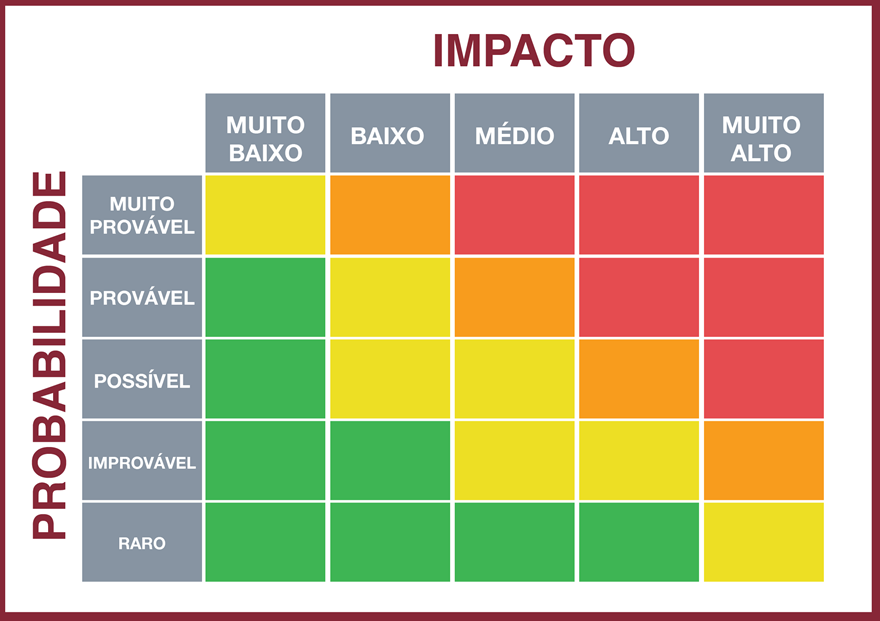 IMPACTO
MUITO
BAIXO
BAIXO
MÉDIO
ALTO
MUITO
ALTO
PROBABILIDADE
MUITO
PROVÁVEL
PROVÁVEL
POSSÍVEL
IMPROVÁVEL
RARO